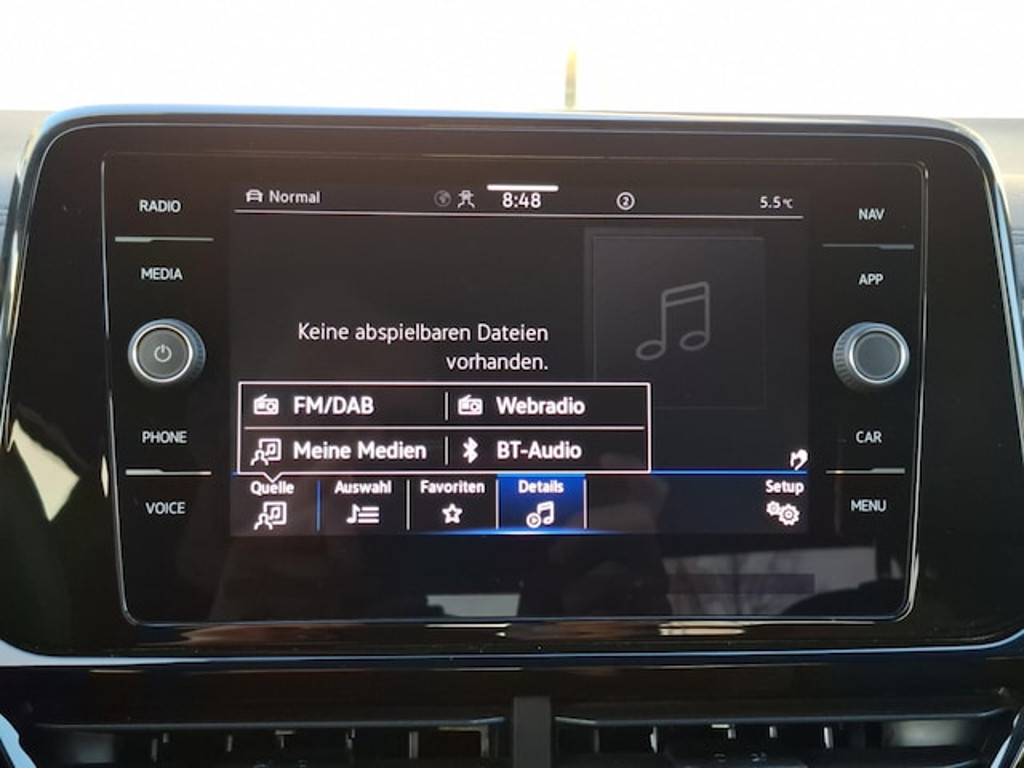 RADIO
MEDIA
PHONE
VOICE
Normal
8:48
2
5.5°C
Keine abspielbaren Dateien
vorhanden.
FM/DAB
Webradio
Meine Medien
BT-Audio
Quelle
Auswahl
Favoriten
Details
Setup
NAV
APP
CAR
MENU